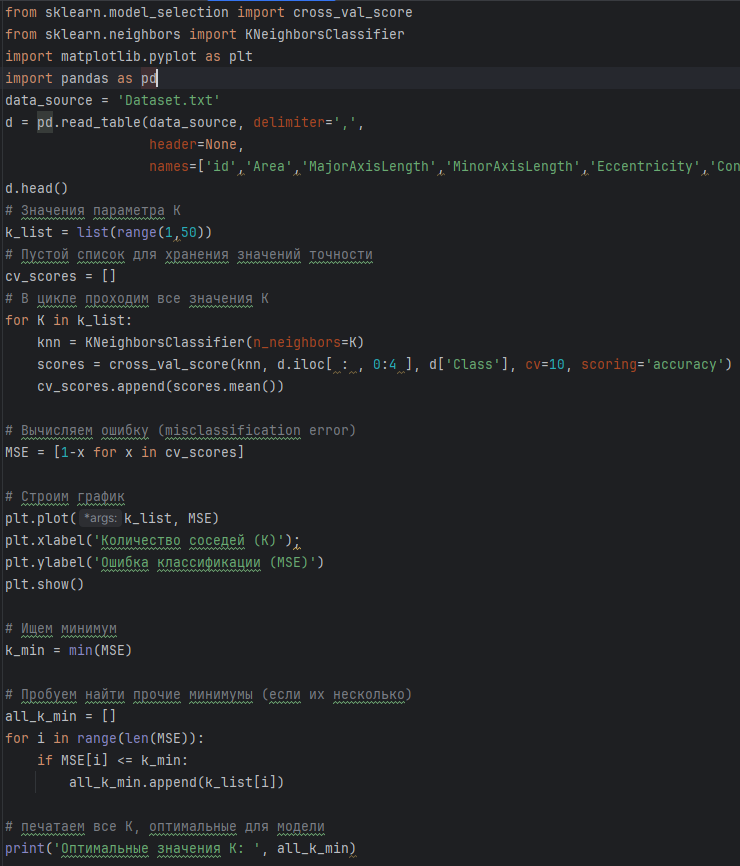 from sklearn.model_selection import cross_val_score
from sklearn.neighbors import KNeighborsClassifier
import matplotlib.pyplot as plt
import pandas as pd
data_source = 'Dataset.txt'
d = pd.read_table(data_source, delimiter=',',
                  header=None,
                  names=['id','Area','MajorAxisLength','MinorAxisLength','Eccentricity','Con
d.head()
# Значения параметра K
k_list = list(range(1,50))
# Пустой список для хранения значений точности
cv_scores = []
# В цикле проходим все значения K
for K in k_list:
    knn = KNeighborsClassifier(n_neighbors=K)
    scores = cross_val_score(knn, d.iloc[ : , 0:4 ], d['Class'], cv=10, scoring='accuracy')
    cv_scores.append(scores.mean())

# Вычисляем ошибку (misclassification error)
MSE = [1-x for x in cv_scores]

# Строим график
plt.plot( *args: k_list, MSE)
plt.xlabel('Количество соседей (K)');
plt.ylabel('Ошибка классификации (MSE)')
plt.show()

# Ищем минимум
k_min = min(MSE)

# Пробуем найти прочие минимумы (если их несколько)
all_k_min = []
for i in range(len(MSE)):
    if MSE[i] <= k_min:
        all_k_min.append(k_list[i])

# печатаем все K, оптимальные для модели
print('Оптимальные значения K: ', all_k_min)